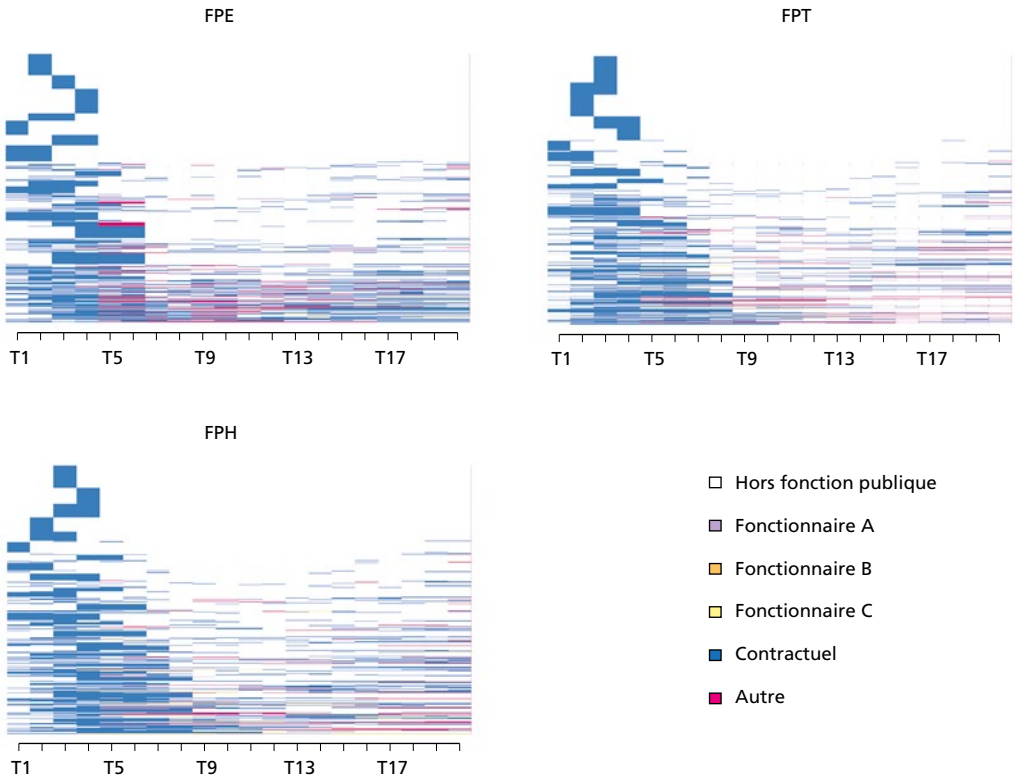 FPE
FPT
T1 T5 T9 T13 T17
T1 T5 T9 T13 T17
FPH
Hors fonction publique
Fonctionnaire A
Fonctionnaire B
Fonctionnaire C
Contractuel
Autre
T1 T5 T9 T13 T17